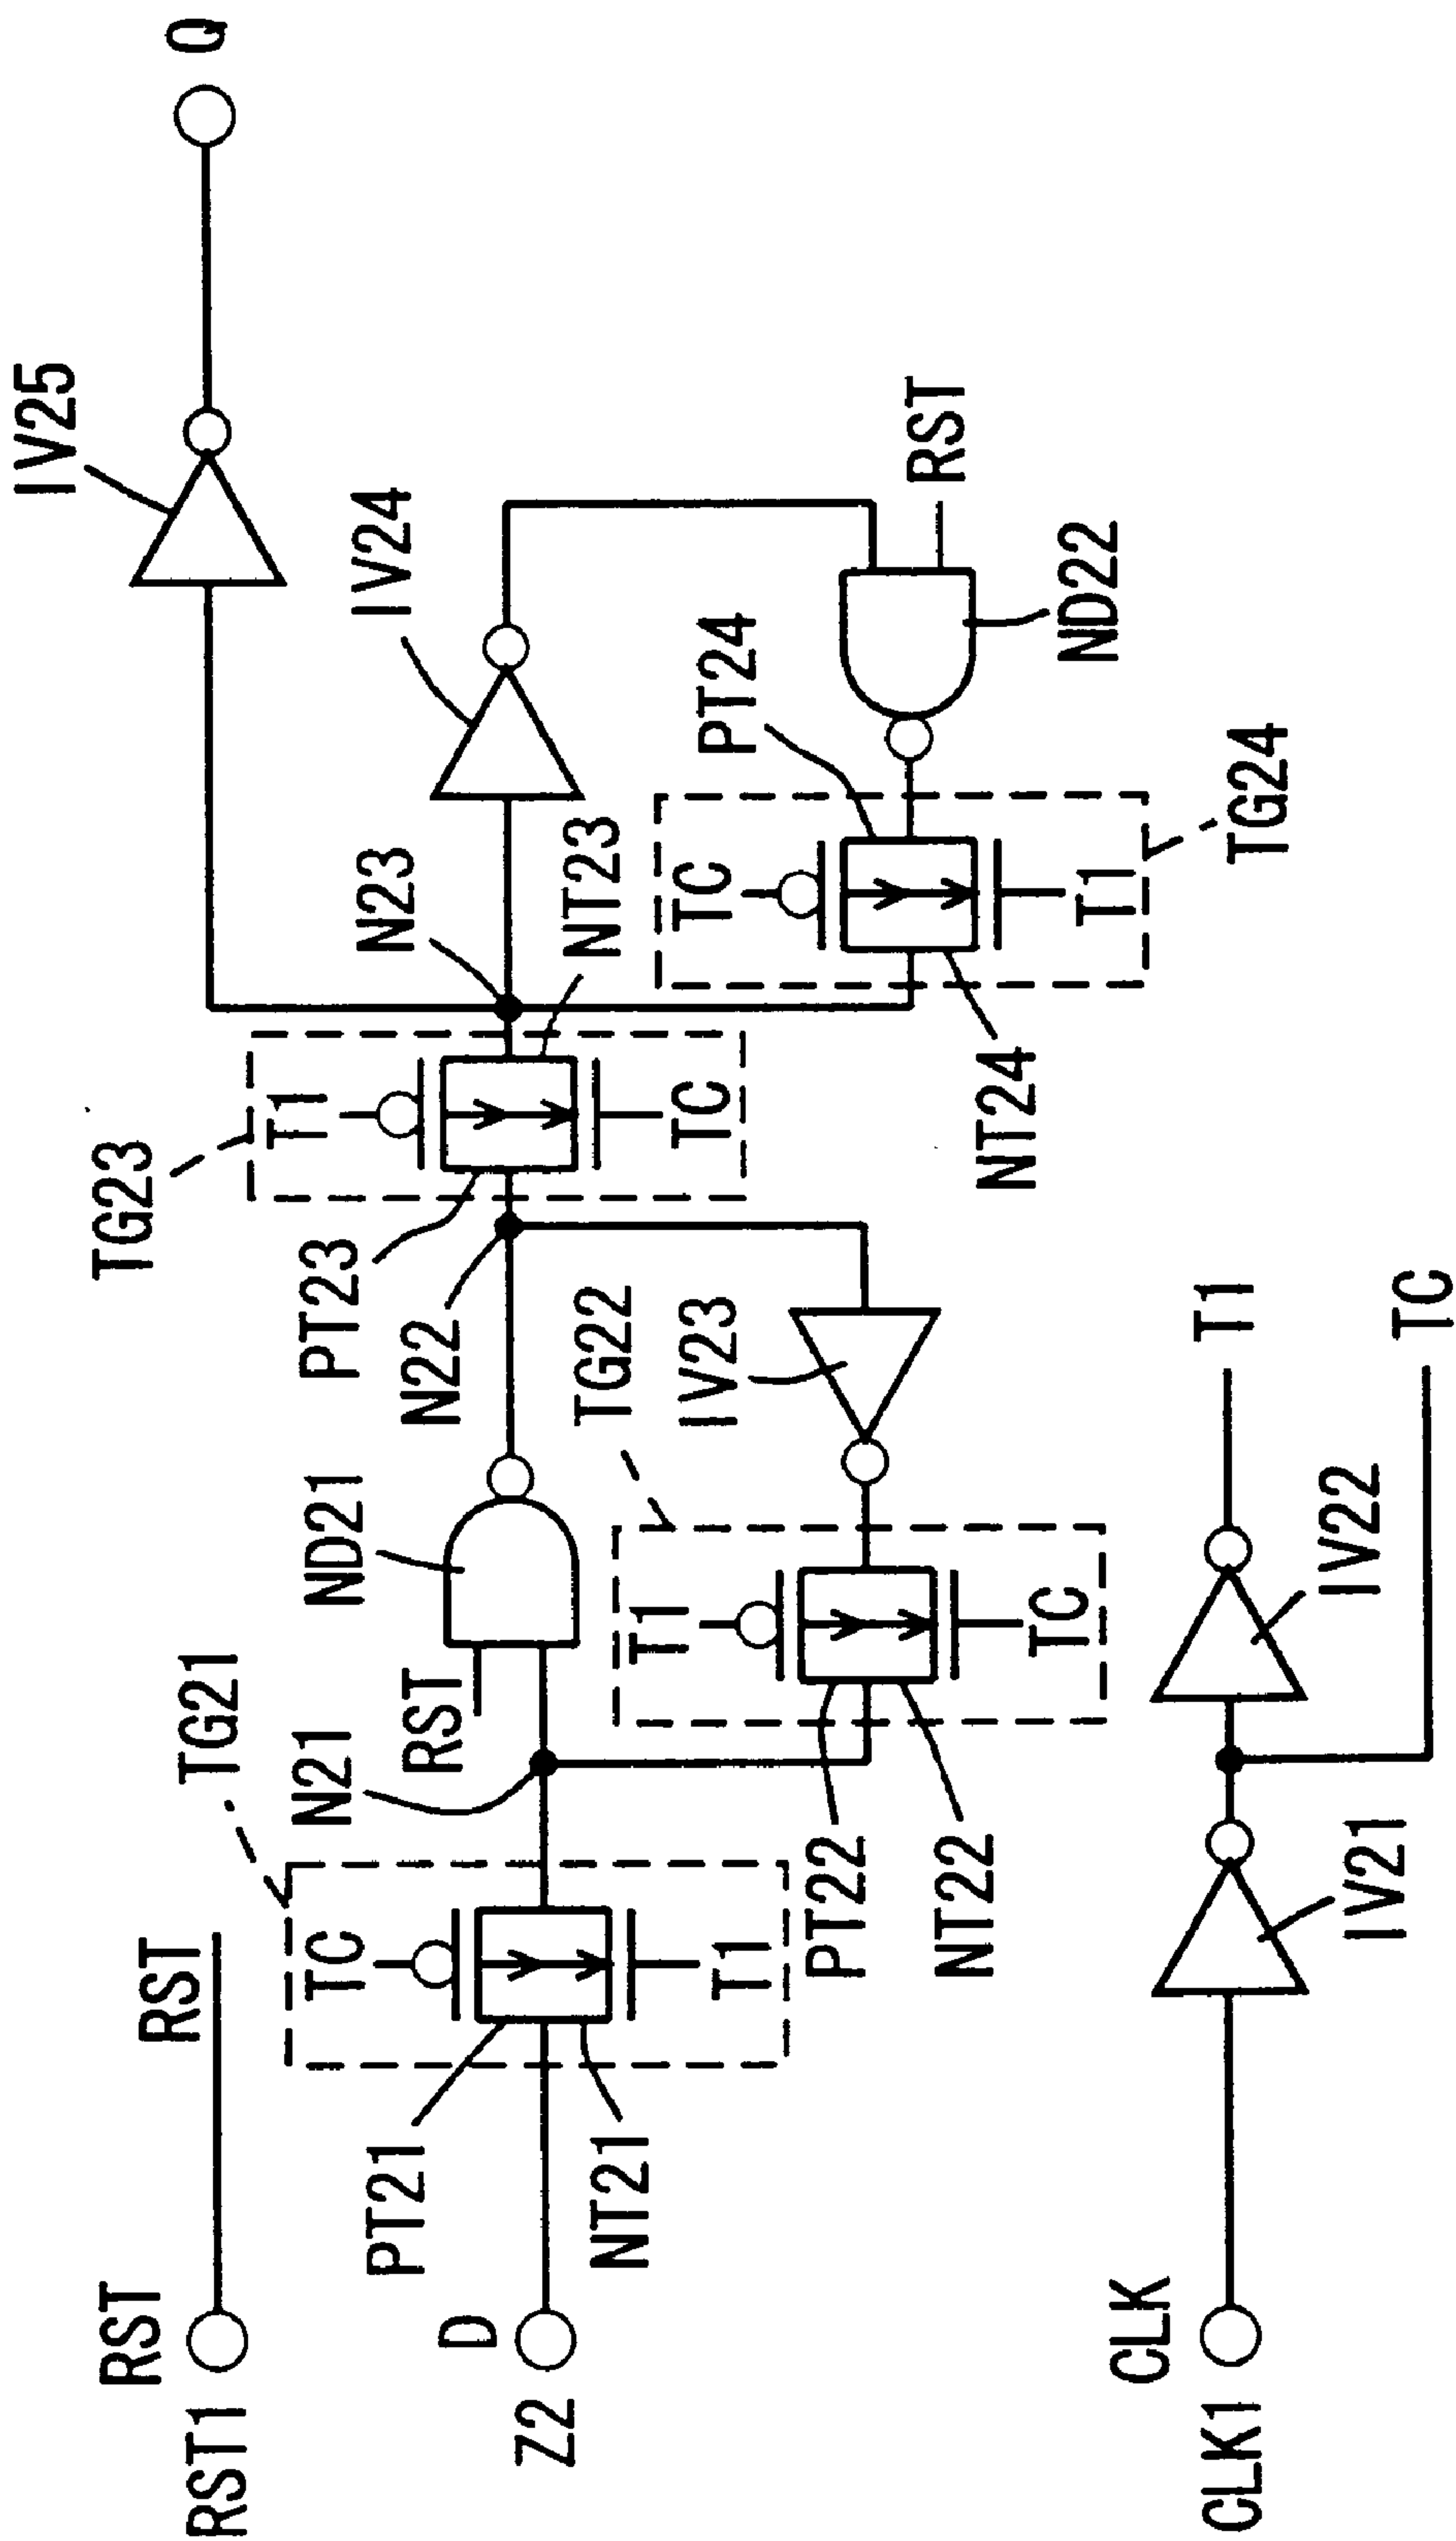 RST
RST1
RST
D
Z2
TG21
TC
T1
PT21
NT21
N21
RST
ND21
TG22
T1
TC
PT22
NT22
IV23
N22
TG23
T1
TC
PT23
NT23
N23
IV24
IV25
Q
TC
T1
PT24
NT24
TG24
ND22
RST
CLK
CLK1
IV21
IV22
T1
TC